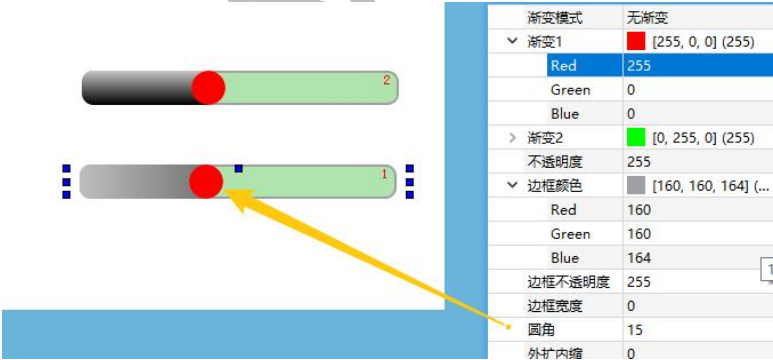 渐变模式 无渐变
渐变1 [255, 0, 0] (255)
Red 255
Green 0
Blue 0
渐变2 [0, 255, 0] (255)
不透明度 255
边框颜色 [160, 160, 164] (...
Red 160
Green 160
Blue 164
边框不透明度 255
边框宽度 0
圆角 15
外扩内缩 0
2
1
1